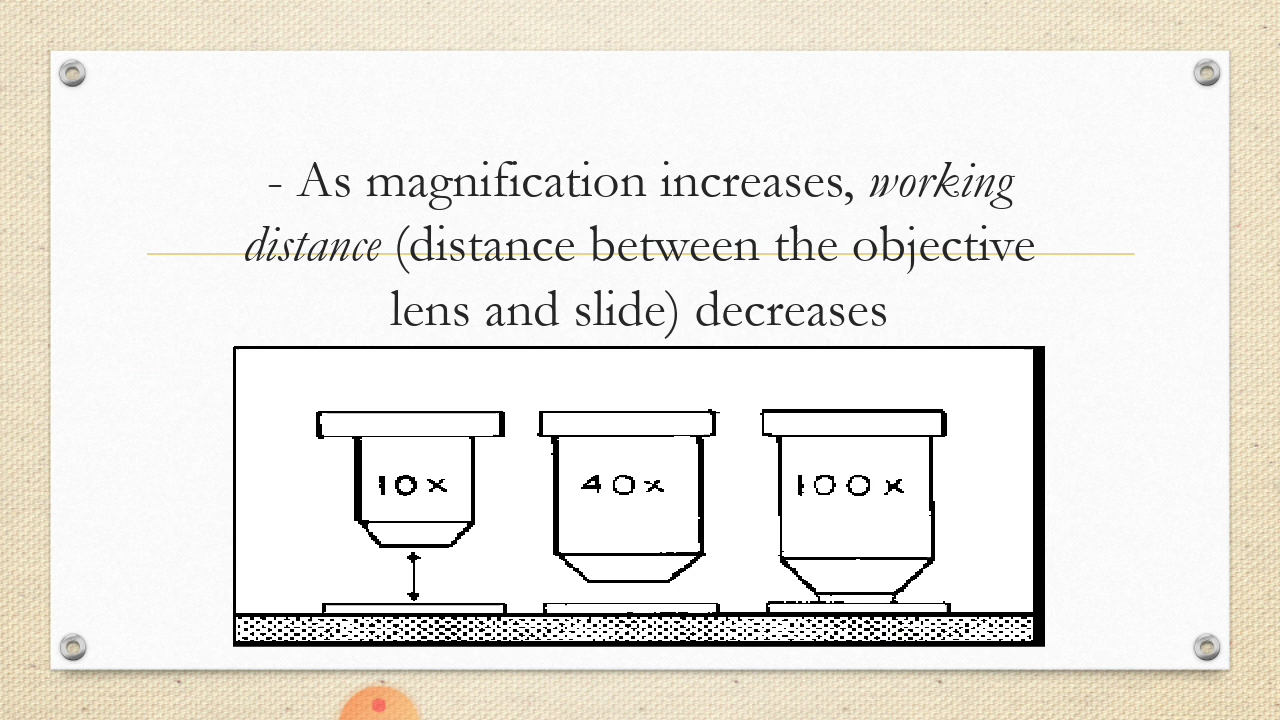 - As magnification increases, working
distance (distance between the objective
lens and slide) decreases
10x 40x 100x